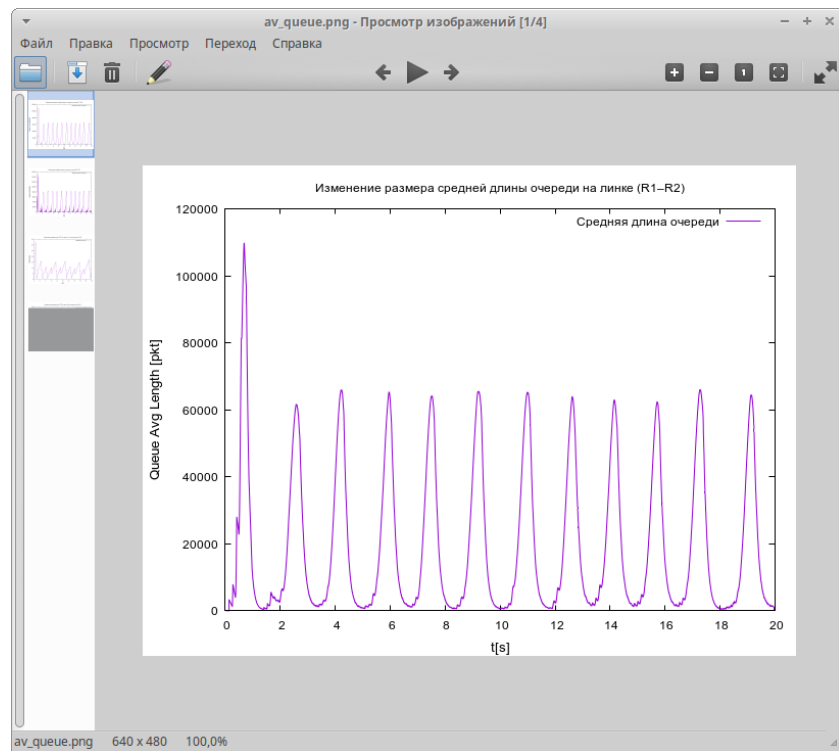 av_queue.png - Просмотр изображений [1/4]
Файл Правка Просмотр Переход Справка
1
Изменение размера средней длины очереди на линке (R1–R2)
Средняя длина очереди
Queue Avg Length [pkt]
120000
100000
80000
60000
40000
20000
0
0 2 4 6 8 10 12 14 16 18 20
t[s]
av_queue.png 640 x 480 100,0%